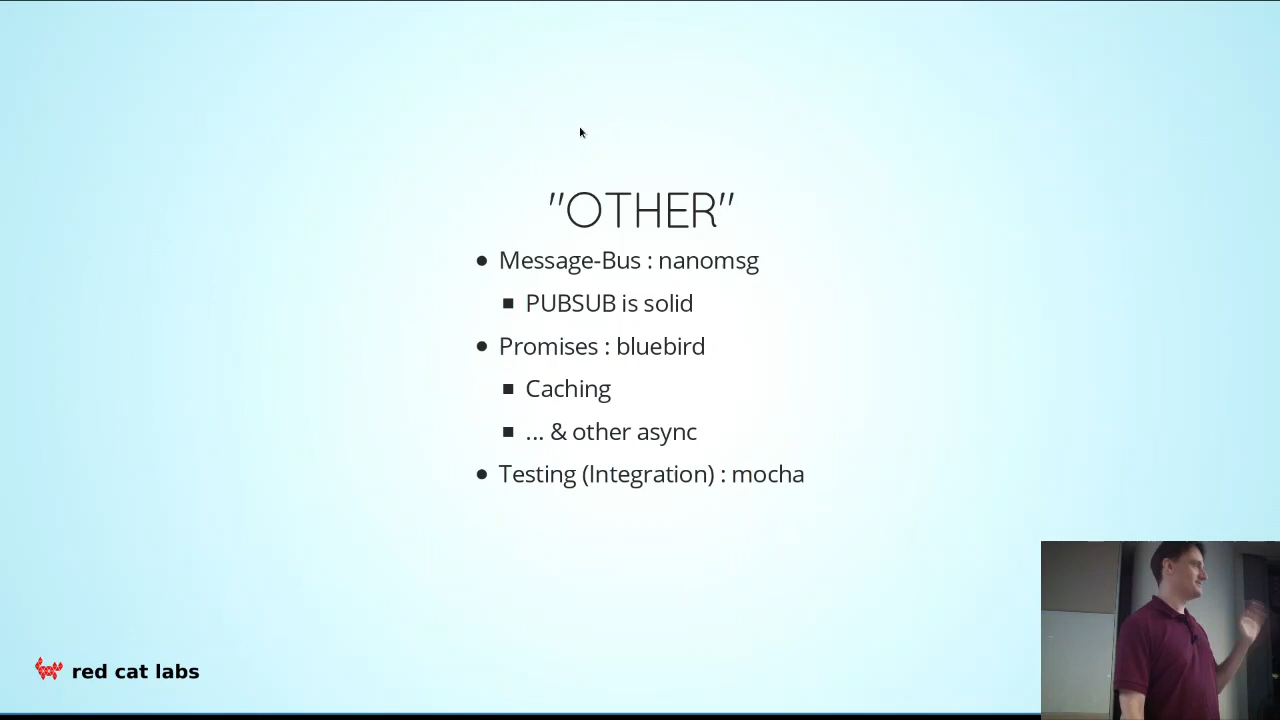 "OTHER"
Message-Bus : nanomsg
PUBSUB is solid
Promises : bluebird
Caching
... & other async
Testing (Integration) : mocha
red cat labs